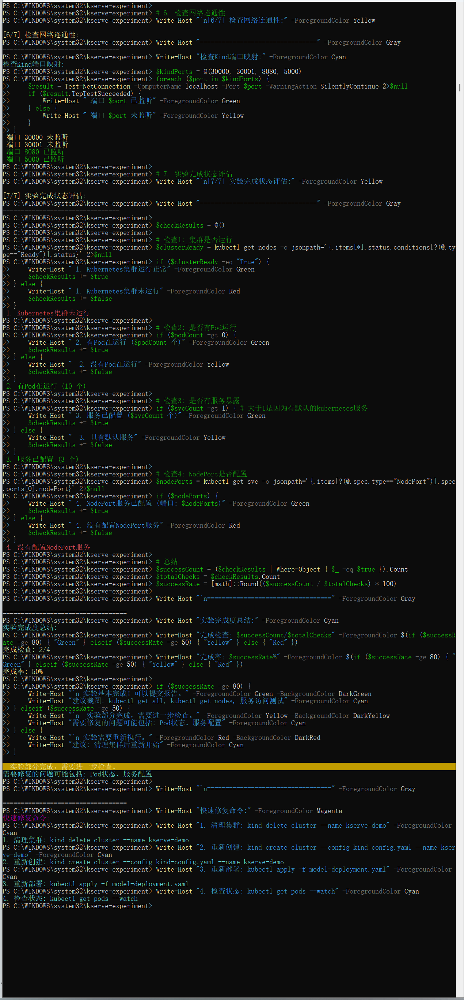 PS C:\WINDOWS\system32\kserve-experiment>
PS C:\WINDOWS\system32\kserve-experiment> # 6. 检查网络连通性
PS C:\WINDOWS\system32\kserve-experiment> Write-Host "`n[6/7] 检查网络连通性:" -ForegroundColor Yellow
[6/7] 检查网络连通性:
PS C:\WINDOWS\system32\kserve-experiment> Write-Host "--------------------------------" -ForegroundColor Gray
--------------------------------
PS C:\WINDOWS\system32\kserve-experiment> Write-Host "检查Kind端口映射:" -ForegroundColor Cyan
检查Kind端口映射:
PS C:\WINDOWS\system32\kserve-experiment> $kindPorts = @(30000, 30001, 8080, 5000)
PS C:\WINDOWS\system32\kserve-experiment> foreach ($port in $kindPorts) {
>>     $result = Test-NetConnection -ComputerName localhost -Port $port -WarningAction SilentlyContinue 2>$null
>>     if ($result.TcpTestSucceeded) {
>>         Write-Host " 端口 $port 已监听" -ForegroundColor Green
>>     } else {
>>         Write-Host " 端口 $port 未监听" -ForegroundColor Yellow
>>     }
>> }
 端口 30000 未监听
 端口 30001 未监听
 端口 8080 已监听
 端口 5000 已监听
PS C:\WINDOWS\system32\kserve-experiment>
PS C:\WINDOWS\system32\kserve-experiment> # 7. 实验完成状态评估
PS C:\WINDOWS\system32\kserve-experiment> Write-Host "`n[7/7] 实验完成状态评估:" -ForegroundColor Yellow
[7/7] 实验完成状态评估:
PS C:\WINDOWS\system32\kserve-experiment> Write-Host "--------------------------------" -ForegroundColor Gray
--------------------------------
PS C:\WINDOWS\system32\kserve-experiment>
PS C:\WINDOWS\system32\kserve-experiment> $checkResults = @()
PS C:\WINDOWS\system32\kserve-experiment>
PS C:\WINDOWS\system32\kserve-experiment> # 检查1: 集群是否运行
PS C:\WINDOWS\system32\kserve-experiment> $clusterReady = kubectl get nodes -o jsonpath='{.items[*].status.conditions[?(@.ty
pe=="Ready")].status}' 2>$null
PS C:\WINDOWS\system32\kserve-experiment> if ($clusterReady -eq "True") {
>>     Write-Host " 1. Kubernetes集群运行正常" -ForegroundColor Green
>>     $checkResults += $true
>> } else {
>>     Write-Host " 1. Kubernetes集群未运行" -ForegroundColor Red
>>     $checkResults += $false
>> }
 1. Kubernetes集群未运行
PS C:\WINDOWS\system32\kserve-experiment>
PS C:\WINDOWS\system32\kserve-experiment> # 检查2: 是否有Pod运行
PS C:\WINDOWS\system32\kserve-experiment> if ($podCount -gt 0) {
>>     Write-Host " 2. 有Pod在运行 ($podCount 个)" -ForegroundColor Green
>>     $checkResults += $true
>> } else {
>>     Write-Host "  2. 没有Pod在运行" -ForegroundColor Yellow
>>     $checkResults += $false
>> }
 2. 有Pod在运行 (10 个)
PS C:\WINDOWS\system32\kserve-experiment>
PS C:\WINDOWS\system32\kserve-experiment> # 检查3: 是否有服务暴露
PS C:\WINDOWS\system32\kserve-experiment> if ($svcCount -gt 1) { # 大于1是因为有默认的kubernetes服务
>>     Write-Host " 3. 服务已配置 ($svcCount 个)" -ForegroundColor Green
>>     $checkResults += $true
>> } else {
>>     Write-Host "  3. 只有默认服务" -ForegroundColor Yellow
>>     $checkResults += $false
>> }
 3. 服务已配置 (3 个)
PS C:\WINDOWS\system32\kserve-experiment>
PS C:\WINDOWS\system32\kserve-experiment> # 检查4: NodePort是否配置
PS C:\WINDOWS\system32\kserve-experiment> $nodePorts = kubectl get svc -o jsonpath='{.items[?(@.spec.type=="NodePort")].spec
.ports[0].nodePort}' 2>$null
PS C:\WINDOWS\system32\kserve-experiment> if ($nodePorts) {
>>     Write-Host " 4. NodePort服务已配置 (端口: $nodePorts)" -ForegroundColor Green
>>     $checkResults += $true
>> } else {
>>     Write-Host " 4. 没有配置NodePort服务" -ForegroundColor Red
>>     $checkResults += $false
>> }
 4. 没有配置NodePort服务
PS C:\WINDOWS\system32\kserve-experiment>
PS C:\WINDOWS\system32\kserve-experiment> # 总结
PS C:\WINDOWS\system32\kserve-experiment> $successCount = ($checkResults | Where-Object { $_ -eq $true }).Count
PS C:\WINDOWS\system32\kserve-experiment> $totalChecks = $checkResults.Count
PS C:\WINDOWS\system32\kserve-experiment> $successRate = [math]::Round(($successCount / $totalChecks) * 100)
PS C:\WINDOWS\system32\kserve-experiment>
PS C:\WINDOWS\system32\kserve-experiment> Write-Host "`n==================================" -ForegroundColor Gray
==================================
PS C:\WINDOWS\system32\kserve-experiment> Write-Host "实验完成度总结:" -ForegroundColor Cyan
实验完成度总结:
PS C:\WINDOWS\system32\kserve-experiment> Write-Host "完成检查: $successCount/$totalChecks" -ForegroundColor $(if ($successR
ate -ge 80) { "Green" } elseif ($successRate -ge 50) { "Yellow" } else { "Red" })
完成检查: 2/4
PS C:\WINDOWS\system32\kserve-experiment> Write-Host "完成率: $successRate%" -ForegroundColor $(if ($successRate -ge 80) { "
Green" } elseif ($successRate -ge 50) { "Yellow" } else { "Red" })
完成率: 50%
PS C:\WINDOWS\system32\kserve-experiment>
PS C:\WINDOWS\system32\kserve-experiment> if ($successRate -ge 80) {
>>     Write-Host "`n 实验基本完成！可以提交报告。" -ForegroundColor Green -BackgroundColor DarkGreen
>>     Write-Host "建议截图: kubectl get all, kubectl get nodes, 服务访问测试" -ForegroundColor Cyan
>> } elseif ($successRate -ge 50) {
>>     Write-Host "`n  实验部分完成，需要进一步检查。" -ForegroundColor Yellow -BackgroundColor DarkYellow
>>     Write-Host "需要修复的问题可能包括: Pod状态、服务配置" -ForegroundColor Cyan
>> } else {
>>     Write-Host "`n 实验需要重新执行。" -ForegroundColor Red -BackgroundColor DarkRed
>>     Write-Host "建议: 清理集群后重新开始" -ForegroundColor Cyan
>> }
  实验部分完成，需要进一步检查。
需要修复的问题可能包括: Pod状态、服务配置
PS C:\WINDOWS\system32\kserve-experiment>
PS C:\WINDOWS\system32\kserve-experiment> Write-Host "`n==================================" -ForegroundColor Gray
==================================
PS C:\WINDOWS\system32\kserve-experiment> Write-Host "快速修复命令:" -ForegroundColor Magenta
快速修复命令:
PS C:\WINDOWS\system32\kserve-experiment> Write-Host "1. 清理集群: kind delete cluster --name kserve-demo" -ForegroundColor
Cyan
1. 清理集群: kind delete cluster --name kserve-demo
PS C:\WINDOWS\system32\kserve-experiment> Write-Host "2. 重新创建: kind create cluster --config kind-config.yaml --name kser
ve-demo" -ForegroundColor Cyan
2. 重新创建: kind create cluster --config kind-config.yaml --name kserve-demo
PS C:\WINDOWS\system32\kserve-experiment> Write-Host "3. 重新部署: kubectl apply -f model-deployment.yaml" -ForegroundColor
Cyan
3. 重新部署: kubectl apply -f model-deployment.yaml
PS C:\WINDOWS\system32\kserve-experiment> Write-Host "4. 检查状态: kubectl get pods --watch" -ForegroundColor Cyan
4. 检查状态: kubectl get pods --watch
PS C:\WINDOWS\system32\kserve-experiment>